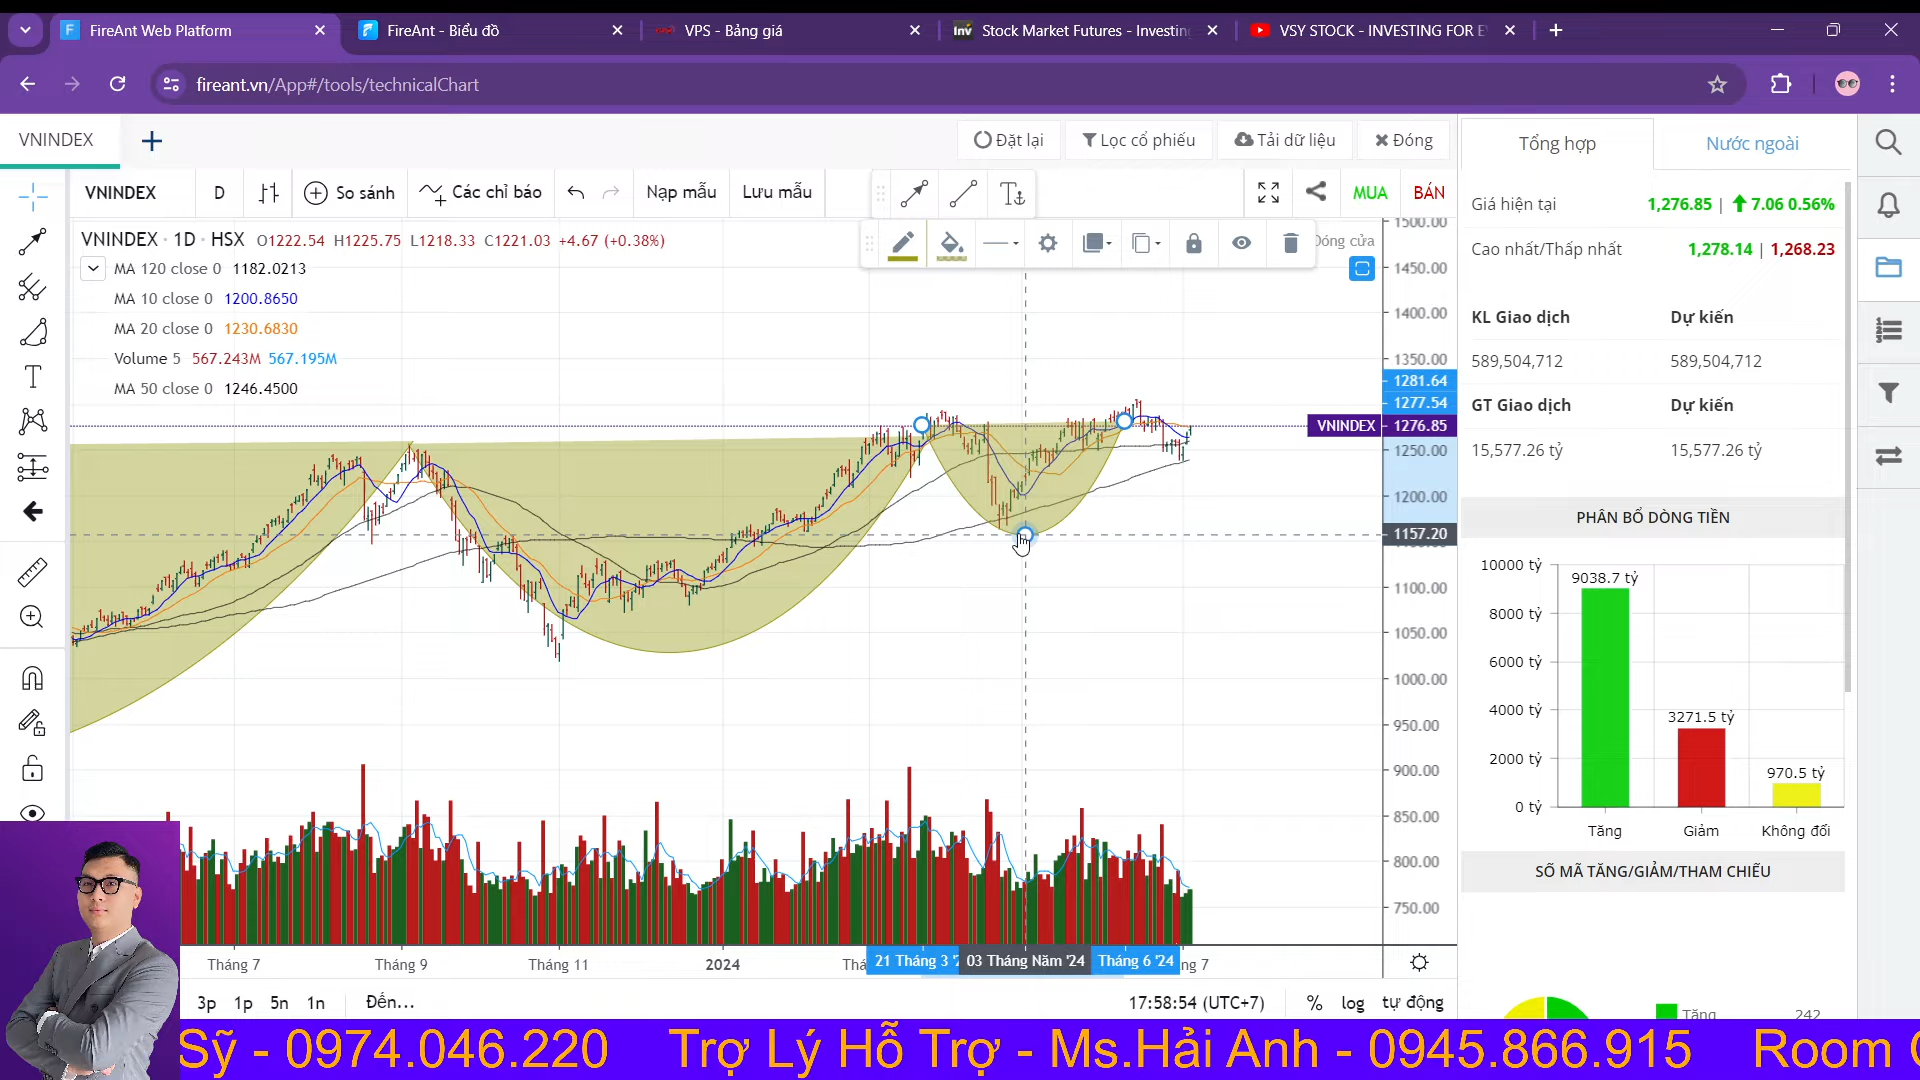 FireAnt Web Platform
FireAnt - Biểu đồ
VPS - Bảng giá
Stock Market Futures - Investing
VSY STOCK - INVESTING FOR E
fireant.vn/App#/tools/technicalChart
VNINDEX
Đặt lại
Lọc cổ phiếu
Tải dữ liệu
Đóng
VNINDEX
D
So sánh
Các chỉ báo
Nạp mẫu
Lưu mẫu
MUA
BÁN
VNINDEX · 1D · HSX O1222.54 H1225.75 L1218.33 C1221.03 +4.67 (+0.38%)
MA 120 close 0 1182.0213
MA 10 close 0 1200.8650
MA 20 close 0 1230.6830
Volume 5 567.243M 567.195M
MA 50 close 0 1246.4500
Đóng cửa
1500.00
1450.00
1400.00
1350.00
1281.64
1277.54
VNINDEX 1276.85
1250.00
1200.00
1157.20
1100.00
1050.00
1000.00
950.00
900.00
850.00
800.00
750.00
Tháng 7
Tháng 9
Tháng 11
2024
21 Tháng 3
03 Tháng Năm '24
Tháng 6 '24
ng 7
3p 1p 5n 1n Đến...
17:58:54 (UTC+7) % log tự động
Tổng hợp
Nước ngoài
Giá hiện tại 1,276.85 | 7.06 0.56%
Cao nhất/Thấp nhất 1,278.14 | 1,268.23
KL Giao dịch Dự kiến
589,504,712 589,504,712
GT Giao dịch Dự kiến
15,577.26 tỷ 15,577.26 tỷ
PHÂN BỔ DÒNG TIỀN
10000 tỷ
8000 tỷ
6000 tỷ
4000 tỷ
2000 tỷ
0 tỷ
9038.7 tỷ
3271.5 tỷ
970.5 tỷ
Tăng
Giảm
Không đổi
SỐ MÃ TĂNG/GIẢM/THAM CHIẾU
Tăng 242
Sỹ - 0974.046.220 Trợ Lý Hỗ Trợ - Ms.Hải Anh - 0945.866.915 Room